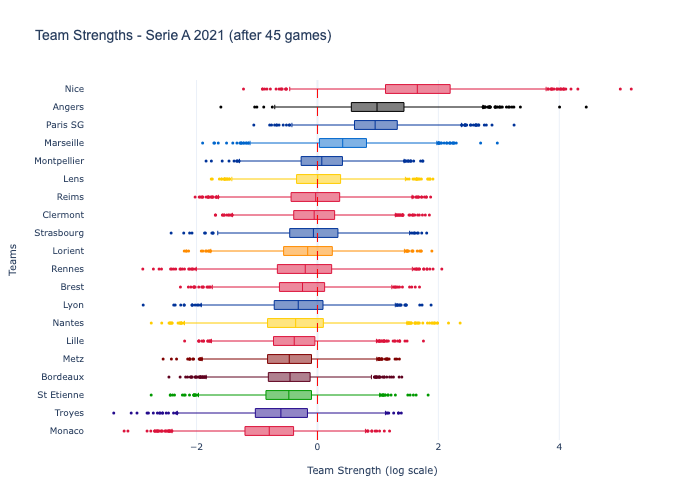 Team Strengths - Serie A 2021 (after 45 games)
Nice
Angers
Paris SG
Marseille
Montpellier
Lens
Reims
Clermont
Strasbourg
Lorient
Rennes
Brest
Lyon
Nantes
Lille
Metz
Bordeaux
St Etienne
Troyes
Monaco
Teams
−2 0 2 4
Team Strength (log scale)